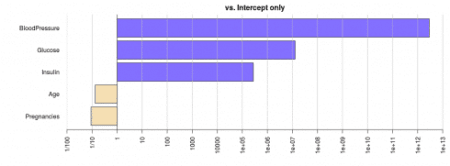 vs. Intercept only
BloodPressure
Glucose
Insulin
Age
Pregnancies
1/100 1/10 1 10 100 1000 10000 1e+05 1e+06 1e+07 1e+08 1e+09 1e+10 1e+11 1e+12 1e+13